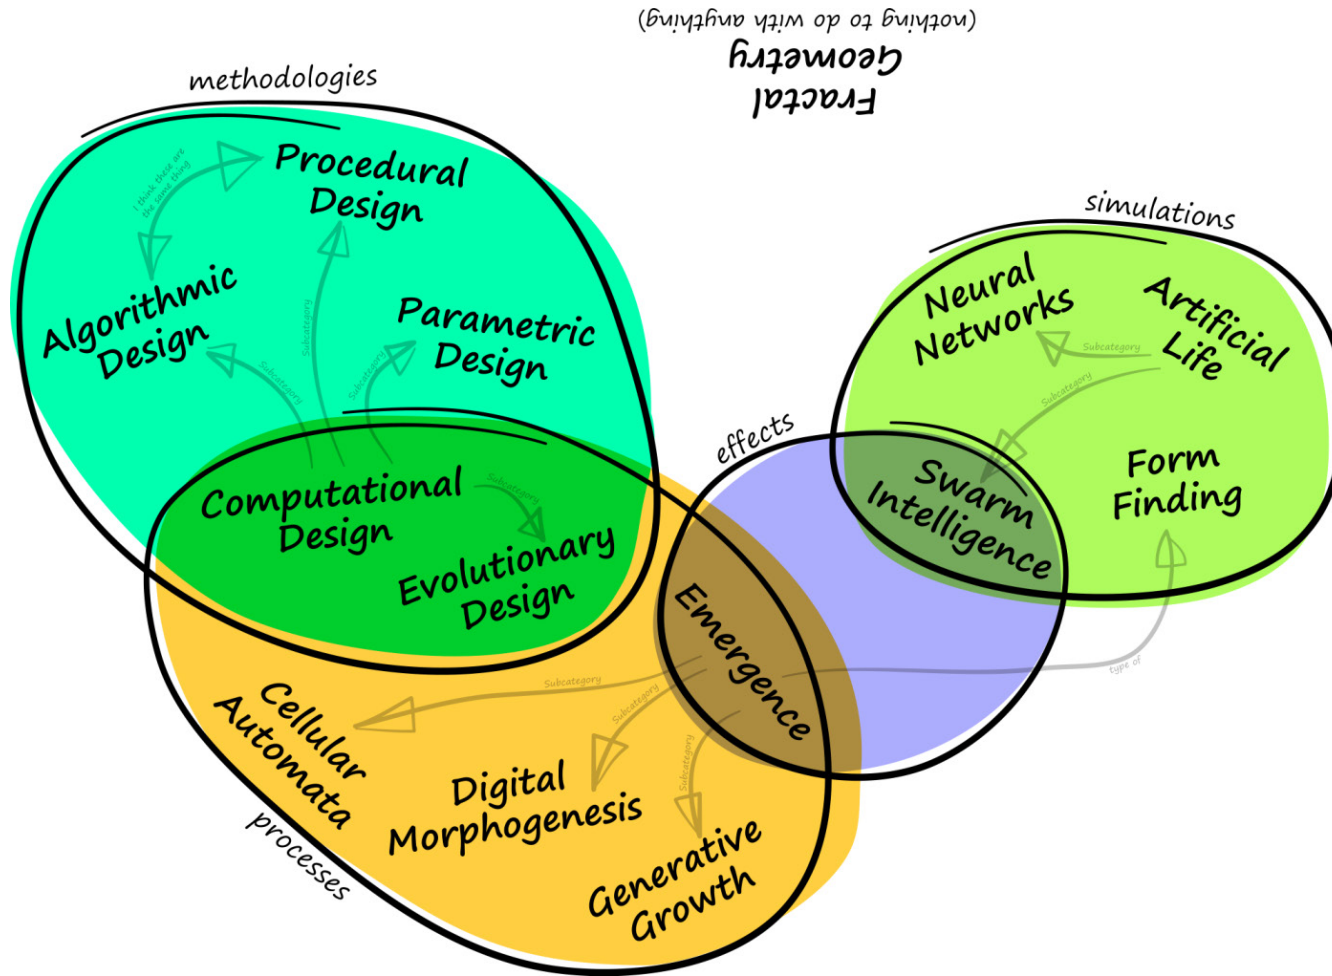 (nothing to do with anything)
Fractal
Geometry
methodologies
Procedural
Design
I think these are
the same thing
Algorithmic
Design
Parametric
Design
Subcategory
Subcategory
Subcategory
Computational
Design
Subcategory
Evolutionary
Design
simulations
Neural
Networks
Artificial
Life
Subcategory
Subcategory
effects
Swarm
Intelligence
Form
Finding
type of
Emergence
Subcategory
Subcategory
Subcategory
Cellular
Automata
Digital
Morphogenesis
Generative
Growth
processes